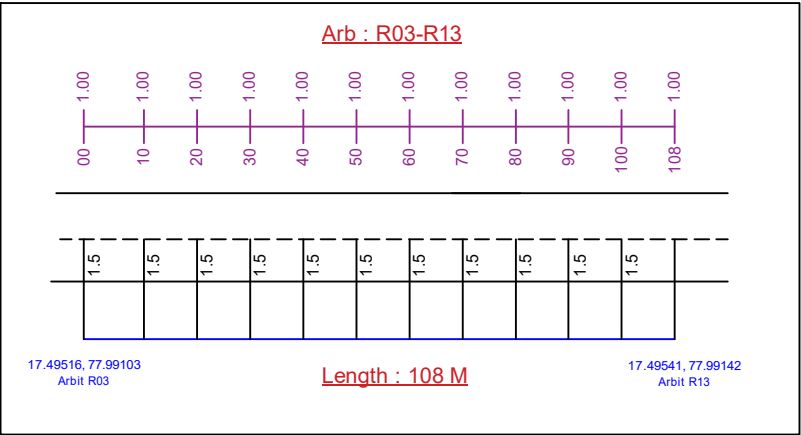 Arb : R03-R13
1.00 1.00 1.00 1.00 1.00 1.00 1.00 1.00 1.00 1.00 1.00 1.00
00 10 20 30 40 50 60 70 80 90 100 108
1.5 1.5 1.5 1.5 1.5 1.5 1.5 1.5 1.5 1.5 1.5
17.49516, 77.99103
Arbit R03
Length : 108 M
17.49541, 77.99142
Arbit R13